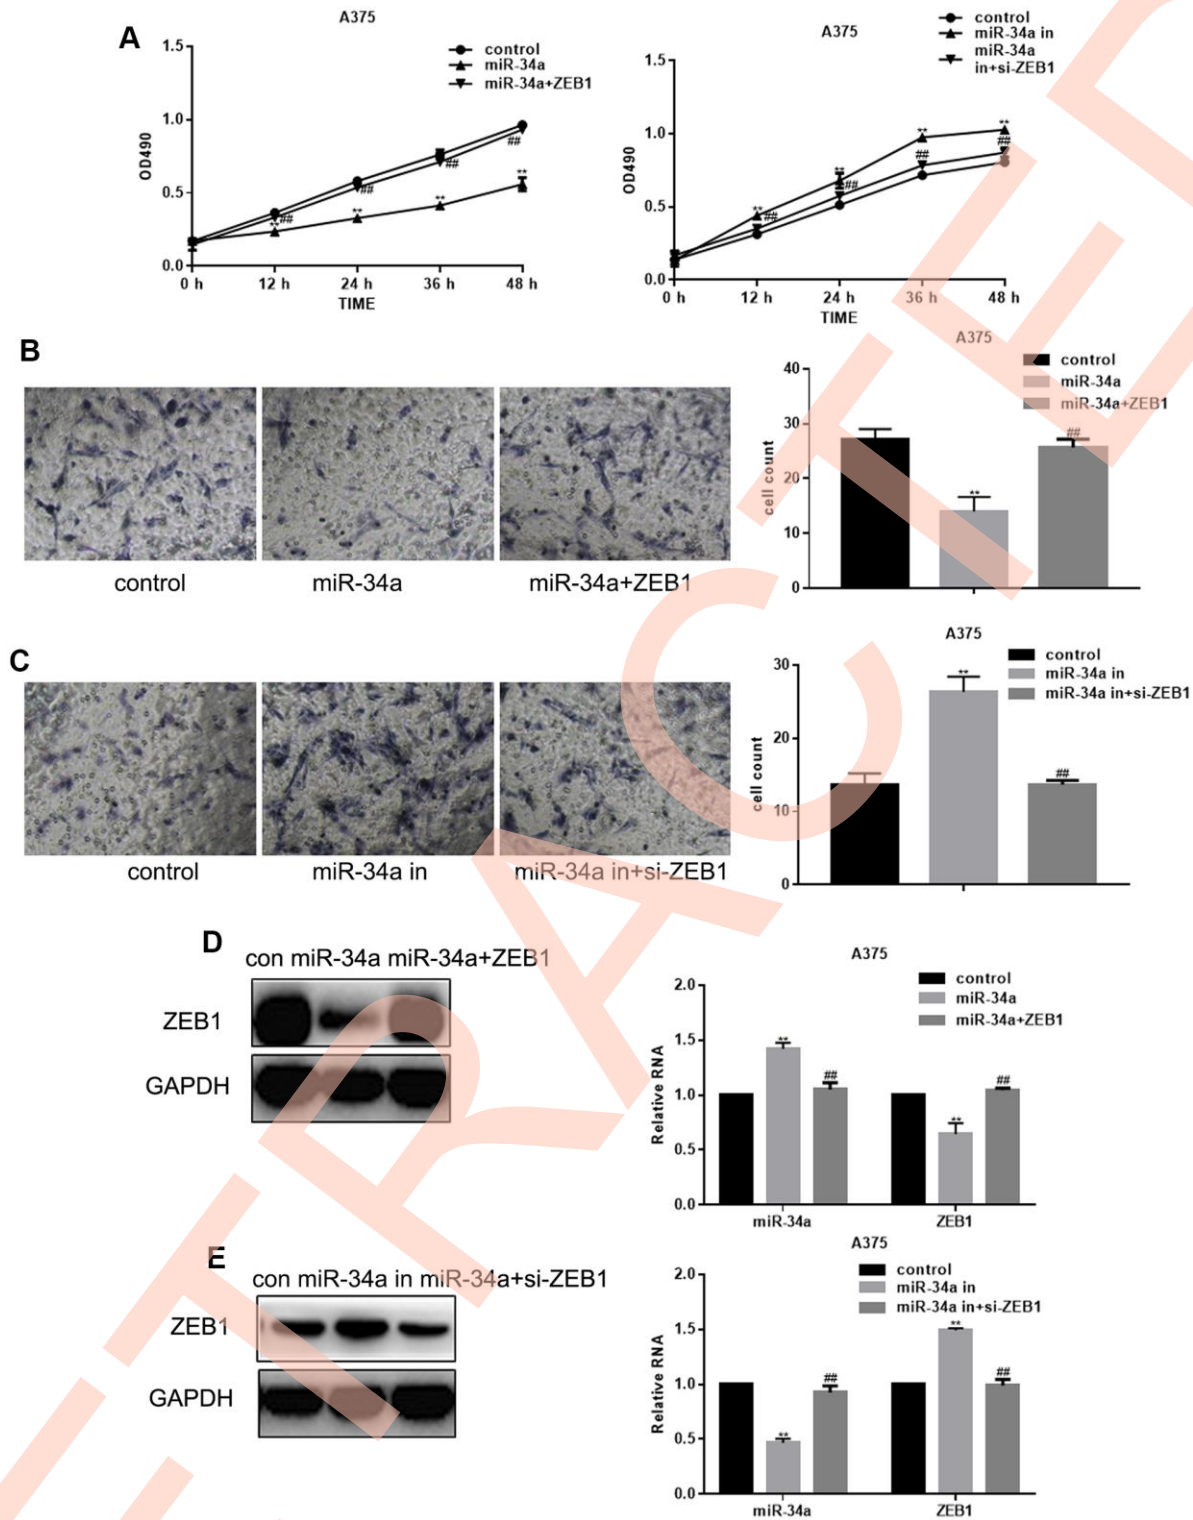 A
A375
control
miR-34a
miR-34a+ZEB1
OD490
1.5
1.0
0.5
0.0
0 h 12 h 24 h 36 h 48 h
TIME
## ## ## ##
** ** ** **
A375
control
miR-34a in
miR-34a
in+si-ZEB1
OD490
1.5
1.0
0.5
0.0
0 h 12 h 24 h 36 h 48 h
TIME
** ** ** **
## ## ## ##
B
control miR-34a miR-34a+ZEB1
A375
control
miR-34a
miR-34a+ZEB1
cell count
40
30
20
10
0
** ##
C
control miR-34a in miR-34a in+si-ZEB1
A375
control
miR-34a in
miR-34a in+si-ZEB1
cell count
30
20
10
0
** ##
D
con miR-34a miR-34a+ZEB1
ZEB1
GAPDH
A375
control
miR-34a
miR-34a+ZEB1
Relative RNA
2.0
1.5
1.0
0.5
0.0
** ## ** ##
miR-34a ZEB1
E
con miR-34a in miR-34a+si-ZEB1
ZEB1
GAPDH
A375
control
miR-34a in
miR-34a in+si-ZEB1
Relative RNA
2.0
1.5
1.0
0.5
0.0
** ## ** ##
miR-34a ZEB1
ETRACTED